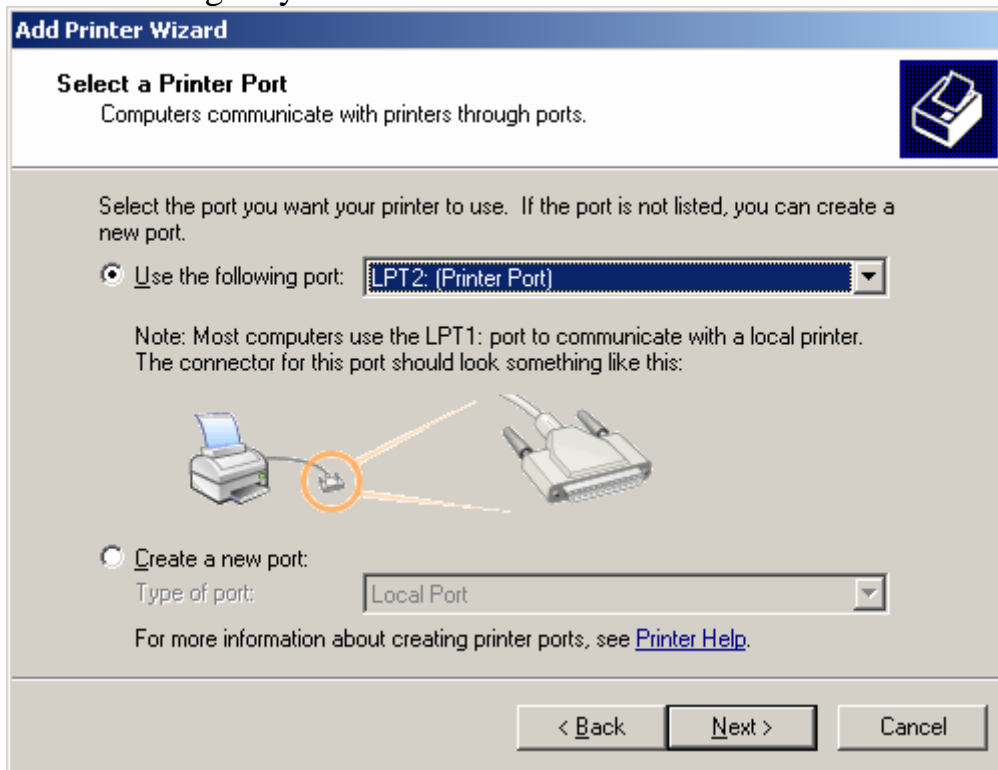 Add Printer Wizard
Select a Printer Port
Computers communicate with printers through ports.
Select the port you want your printer to use.  If the port is not listed, you can create a
new port.
Use the following port: LPT2: (Printer Port)
Note: Most computers use the LPT1: port to communicate with a local printer.
The connector for this port should look something like this:
Create a new port:
Type of port: Local Port
For more information about creating printer ports, see Printer Help.
< Back Next > Cancel